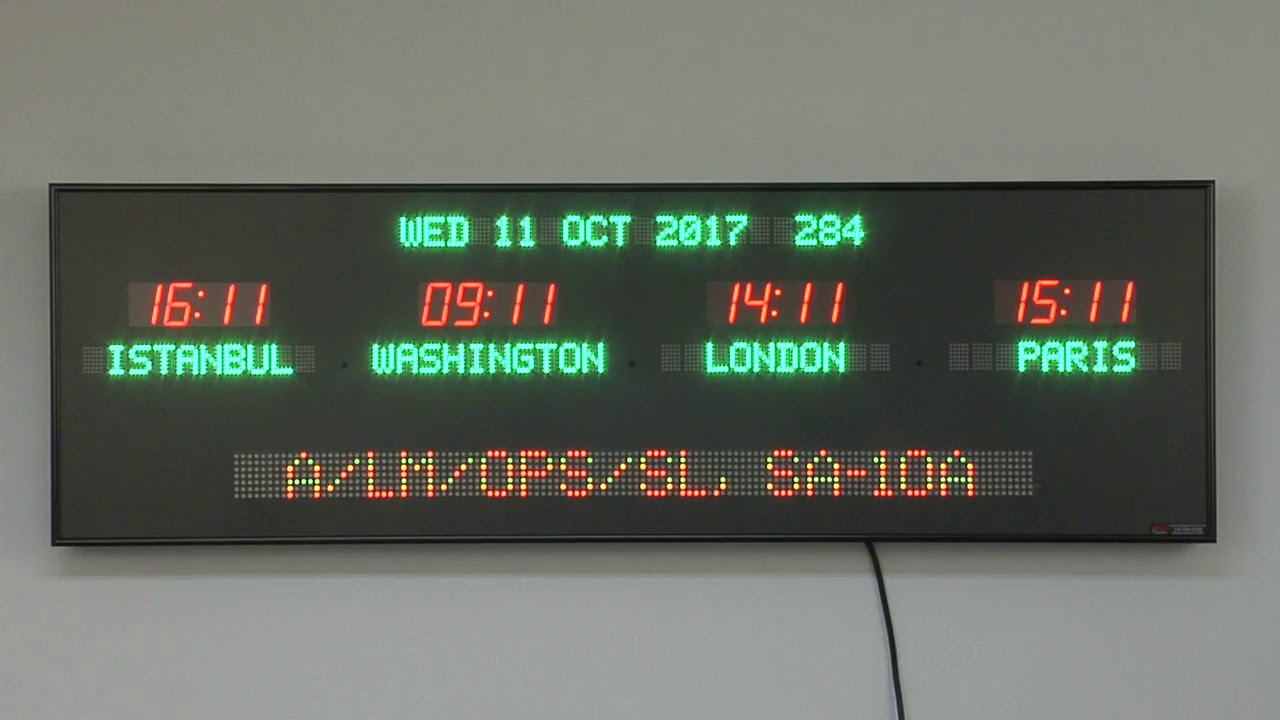 WED 11 OCT 2017 284
16:11 09:11 14:11 15:11
ISTANBUL WASHINGTON LONDON PARIS
A/LM/OPS/SL, SA-10A